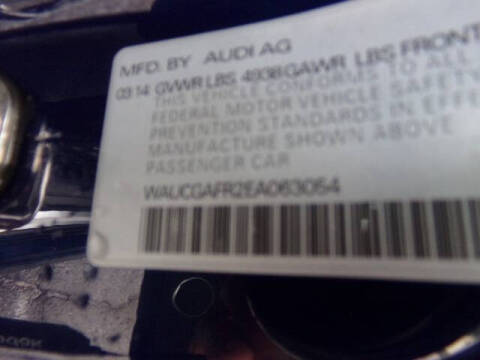 MFD. BY AUDI AG
03 14 GVWR LBS 4938 GAWR LBS FRONT
THIS VEHICLE CONFORMS TO ALL
FEDERAL MOTOR VEHICLE SAFETY
PREVENTION STANDARDS IN EFFE
MANUFACTURE SHOWN ABOVE
PASSENGER CAR
WAUCGAFR2EA063054